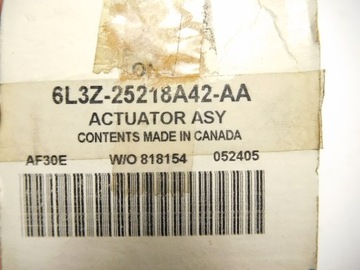 6L3Z-25218A42-AA
ACTUATOR ASY
CONTENTS MADE IN CANADA
AF30E W/O 818154 052405